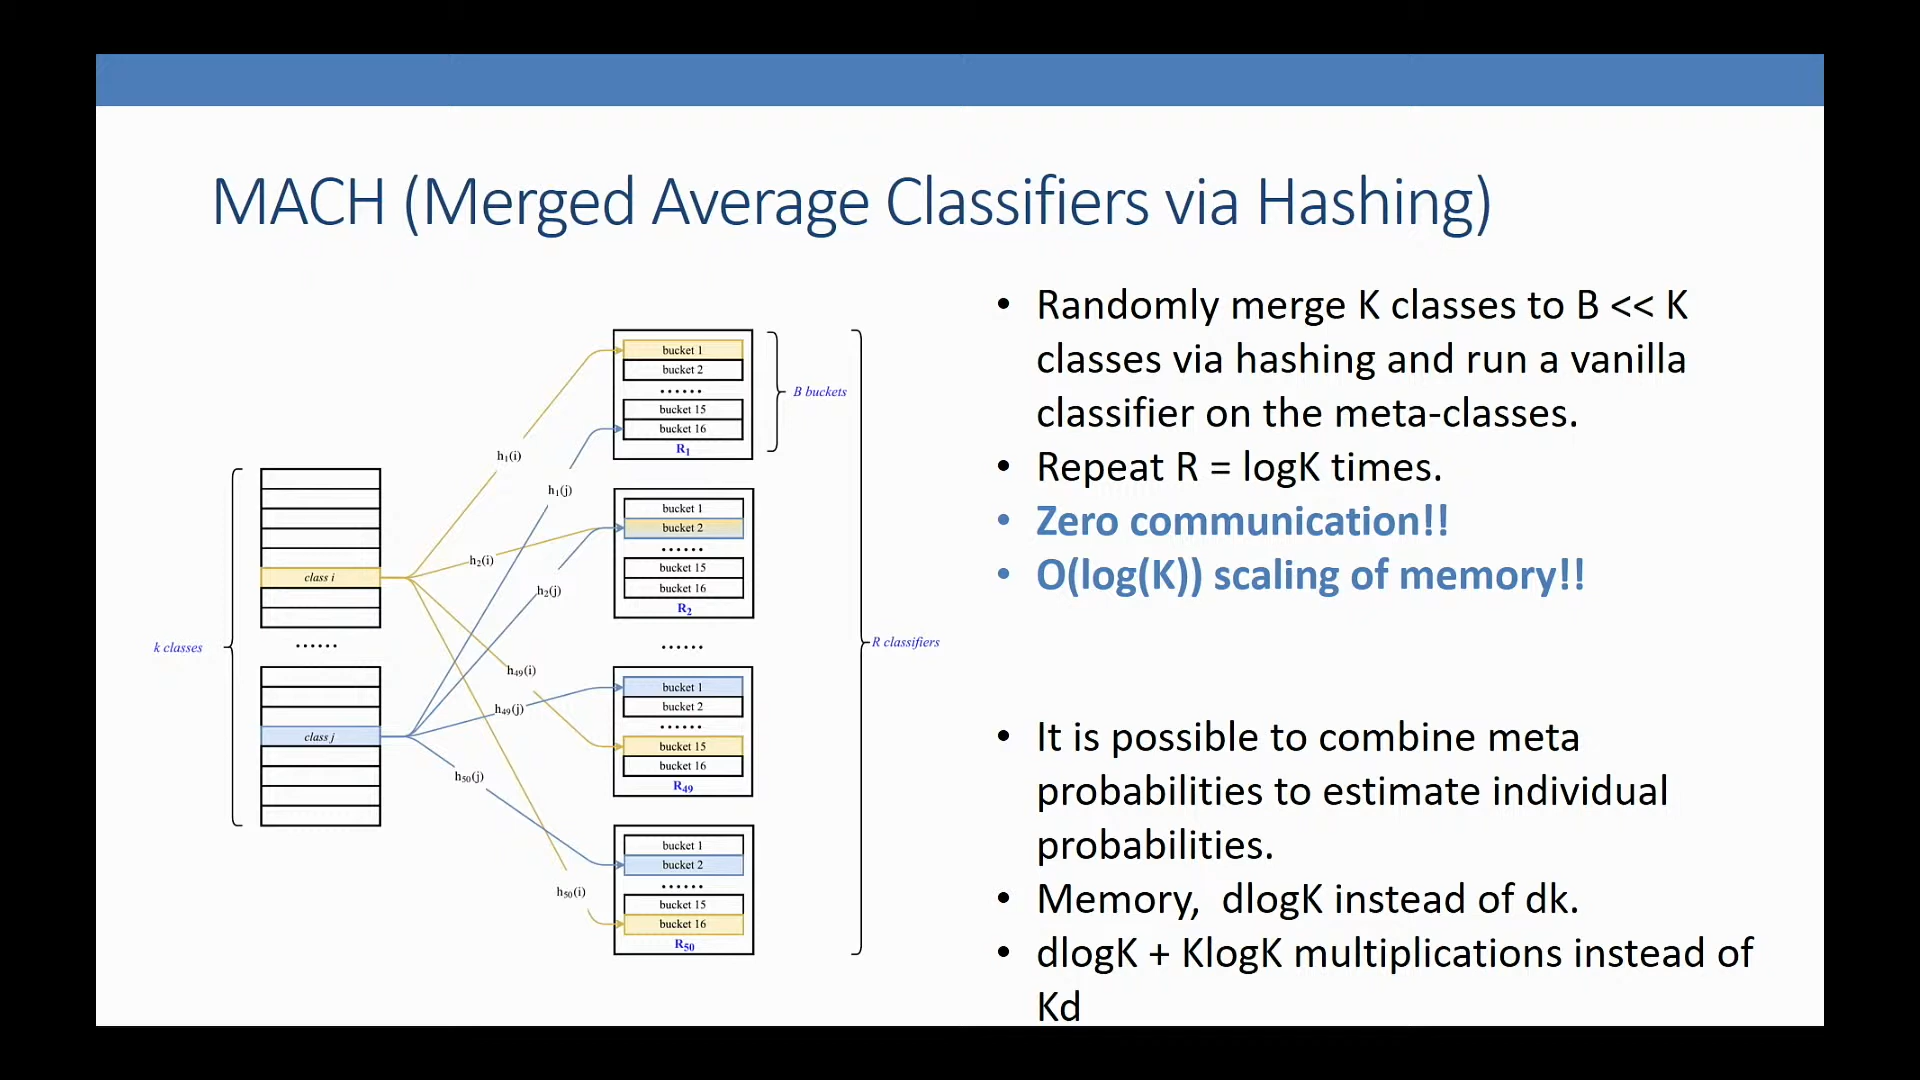 MACH (Merged Average Classifiers via Hashing)
k classes
class i
......
class j
h1(i)
h1(j)
h2(i)
h2(j)
h49(i)
h49(j)
h50(j)
h50(i)
bucket 1
bucket 2
......
bucket 15
bucket 16
R1
B buckets
bucket 1
bucket 2
......
bucket 15
bucket 16
R2
......
R classifiers
bucket 1
bucket 2
......
bucket 15
bucket 16
R49
bucket 1
bucket 2
......
bucket 15
bucket 16
R50
• Randomly merge K classes to B << K
classes via hashing and run a vanilla
classifier on the meta-classes.
• Repeat R = logK times.
• Zero communication!!
• O(log(K)) scaling of memory!!
• It is possible to combine meta
probabilities to estimate individual
probabilities.
• Memory, dlogK instead of dk.
• dlogK + KlogK multiplications instead of
Kd